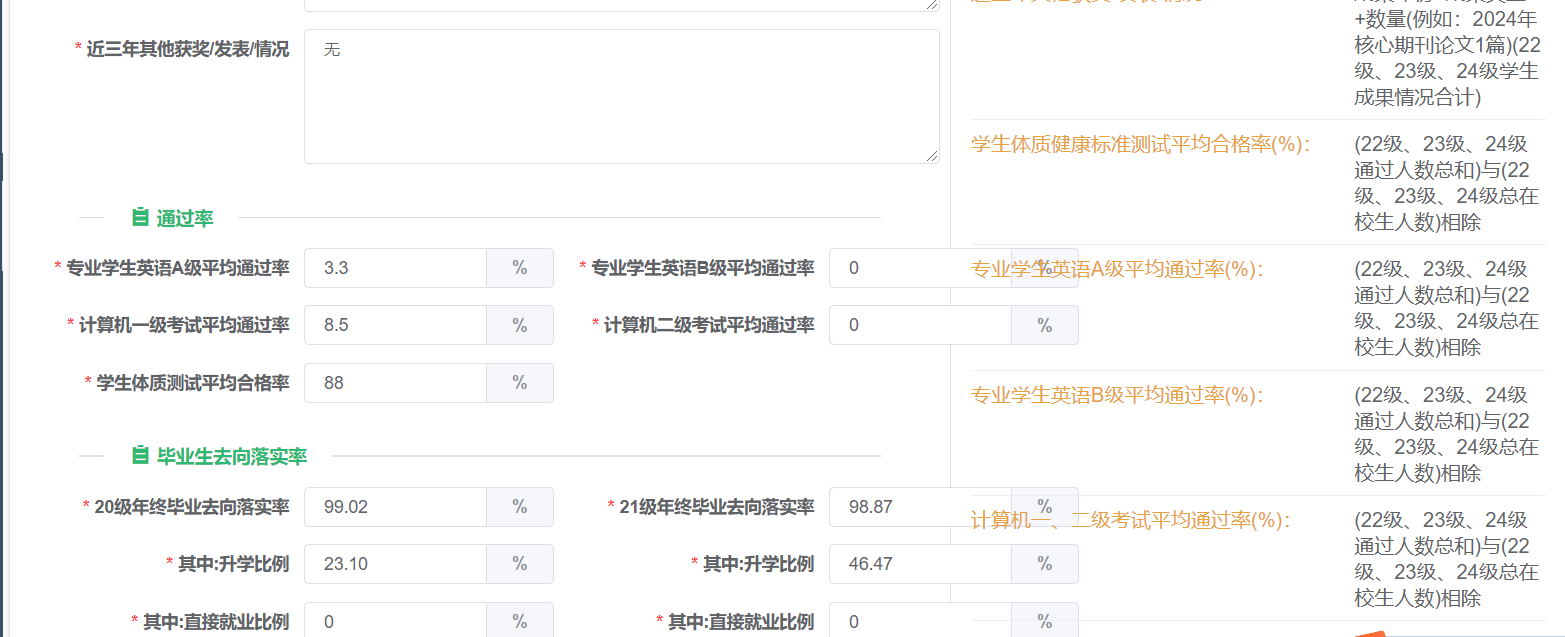 * 近三年其他获奖/发表/情况
无
通过率
* 专业学生英语A级平均通过率 3.3 %
* 专业学生英语B级平均通过率 0 %
* 计算机一级考试平均通过率 8.5 %
* 计算机二级考试平均通过率 0 %
* 学生体质测试平均合格率 88 %
毕业生去向落实率
* 20级年终毕业去向落实率 99.02 %
* 21级年终毕业去向落实率 98.87 %
* 其中:升学比例 23.10 %
* 其中:升学比例 46.47 %
* 其中:直接就业比例 0 %
* 其中:直接就业比例 0 %
+数量(例如：2024年
核心期刊论文1篇)(22
级、23级、24级学生
成果情况合计)
学生体质健康标准测试平均合格率(%)：
(22级、23级、24级
通过人数总和)与(22
级、23级、24级总在
校生人数)相除
专业学生英语A级平均通过率(%)：
(22级、23级、24级
通过人数总和)与(22
级、23级、24级总在
校生人数)相除
专业学生英语B级平均通过率(%)：
(22级、23级、24级
通过人数总和)与(22
级、23级、24级总在
校生人数)相除
计算机一、二级考试平均通过率(%)：
(22级、23级、24级
通过人数总和)与(22
级、23级、24级总在
校生人数)相除